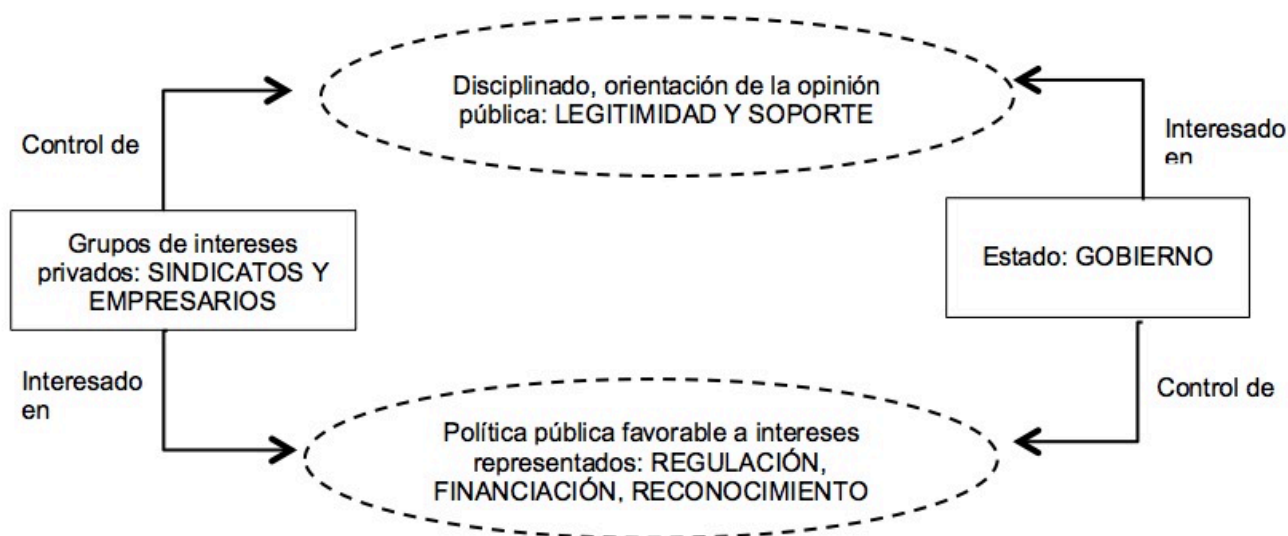 Disciplinado, orientación de la opinión
pública: LEGITIMIDAD Y SOPORTE
Control de
Interesado
en
Grupos de intereses
privados: SINDICATOS Y
EMPRESARIOS
Estado: GOBIERNO
Interesado
en
Control de
Política pública favorable a intereses
representados: REGULACIÓN,
FINANCIACIÓN, RECONOCIMIENTO